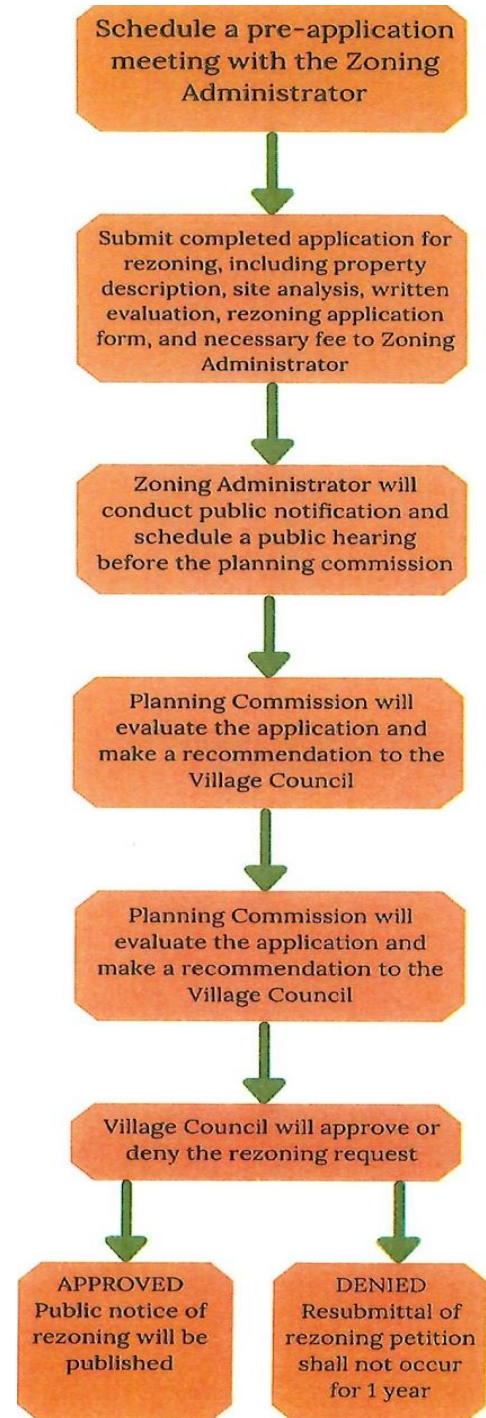 Schedule a pre-application
meeting with the Zoning
Administrator
Submit completed application for
rezoning, including property
description, site analysis, written
evaluation, rezoning application
form, and necessary fee to Zoning
Administrator
Zoning Administrator will
conduct public notification and
schedule a public hearing
before the planning commission
Planning Commission will
evaluate the application and
make a recommendation to the
Village Council
Planning Commission will
evaluate the application and
make a recommendation to the
Village Council
Village Council will approve or
deny the rezoning request
APPROVED
Public notice of
rezoning will be
published
DENIED
Resubmittal of
rezoning petition
shall not occur
for 1 year